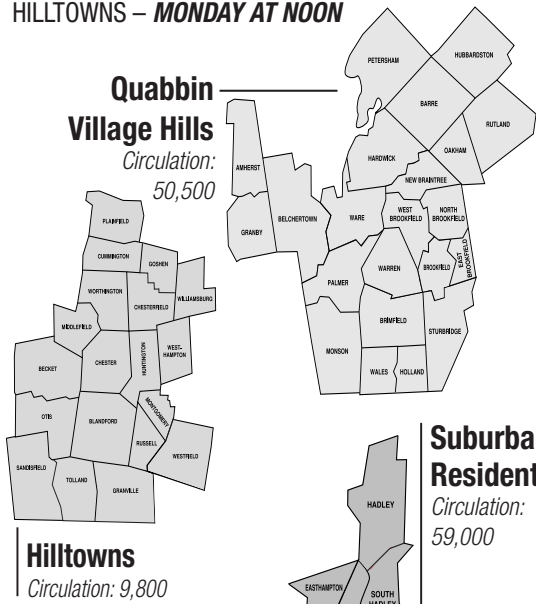 HILLTOWNS – MONDAY AT NOON
Quabbin
Village Hills
Circulation:
50,500
PETERSHAM
HUBBARDSTON
BARRE
RUTLAND
OAKHAM
HARDWICK
NEW BRAINTREE
AMHERST
GRANBY
BELCHERTOWN
WARE
WEST
BROOKFIELD
NORTH
BROOKFIELD
EAST
BROOKFIELD
BROOKFIELD
WARREN
PALMER
BRIMFIELD
STURBRIDGE
MONSON
WALES
HOLLAND
PLAINFIELD
CUMMINGTON
GOSHEN
WORTHINGTON
CHESTERFIELD
WILLIAMSBURG
MIDDLEFIELD
WEST-
HAMPTON
HUNTINGTON
CHESTER
BECKET
MONTGOMERY
OTIS
BLANDFORD
RUSSELL
WESTFIELD
SANDISFIELD
TOLLAND
GRANVILLE
Hilltowns
Circulation: 9,800
Suburba
Resident
Circulation:
59,000
HADLEY
EASTHAMPTON
SOUTH
HADLEY